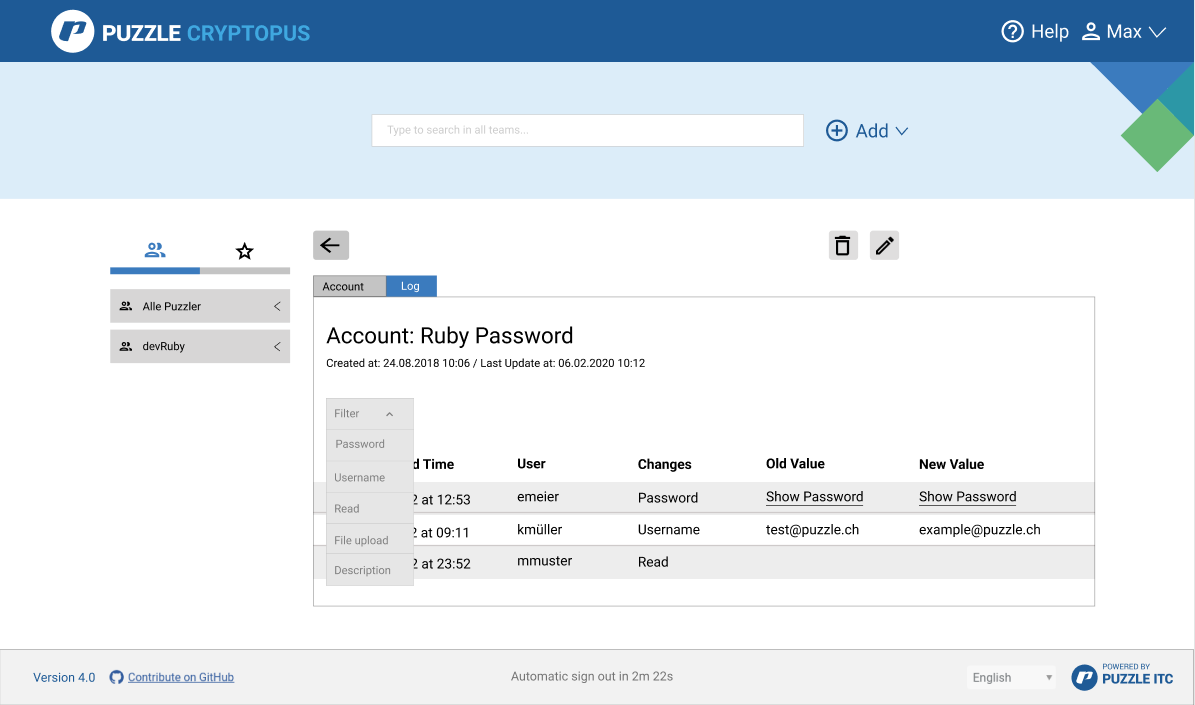 PUZZLE CRYPTOPUS
Help Max
Type to search in all teams...
Add
Alle Puzzler
devRuby
Account Log
Account: Ruby Password
Created at: 24.08.2018 10:06 / Last Update at: 06.02.2020 10:12
Filter
Password
Username
Read
File upload
Description
d Time User Changes Old Value New Value
2 at 12:53 emeier Password Show Password Show Password
2 at 09:11 kmüller Username test@puzzle.ch example@puzzle.ch
2 at 23:52 mmuster Read
Version 4.0 Contribute on GitHub
Automatic sign out in 2m 22s
English
POWERED BY
PUZZLE ITC